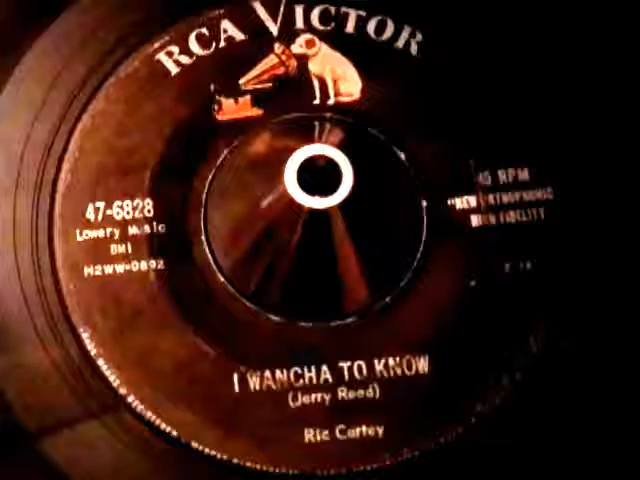 RCA VICTOR
47-6828
Lowery Music
BMI
H2WW-0892
45 RPM
"NEW ORTHOPHONIC"
HIGH FIDELITY
I WANCHA TO KNOW
(Jerry Reed)
Ric Cartey